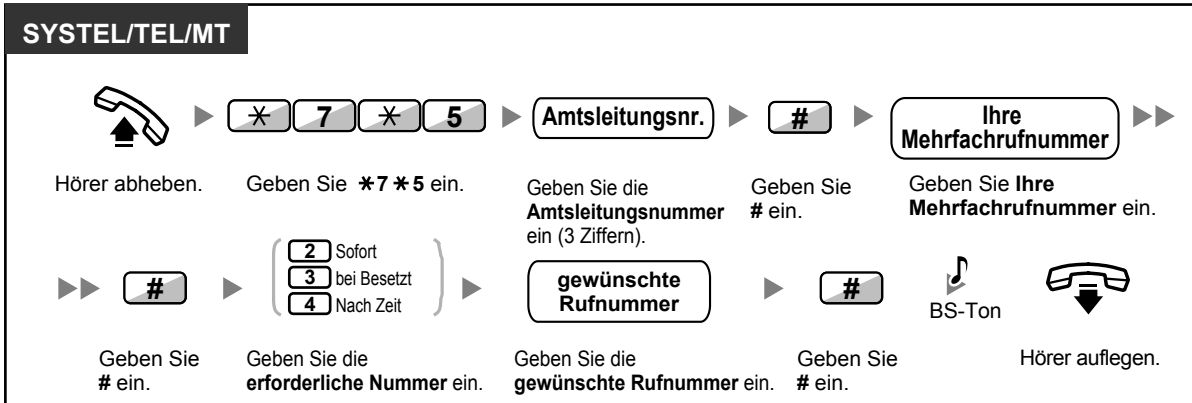 SYSTEL/TEL/MT
* 7 * 5 Amtsleitungsnr. # Ihre Mehrfachrufnummer
Hörer abheben.
Geben Sie *7*5 ein.
Geben Sie die
Amtsleitungsnummer
ein (3 Ziffern).
Geben Sie
# ein.
Geben Sie Ihre
Mehrfachrufnummer ein.
#
2 Sofort
3 bei Besetzt
4 Nach Zeit
gewünschte
Rufnummer
#
BS-Ton
Geben Sie
# ein.
Geben Sie die
erforderliche Nummer ein.
Geben Sie die
gewünschte Rufnummer ein.
Geben Sie
# ein.
Hörer auflegen.